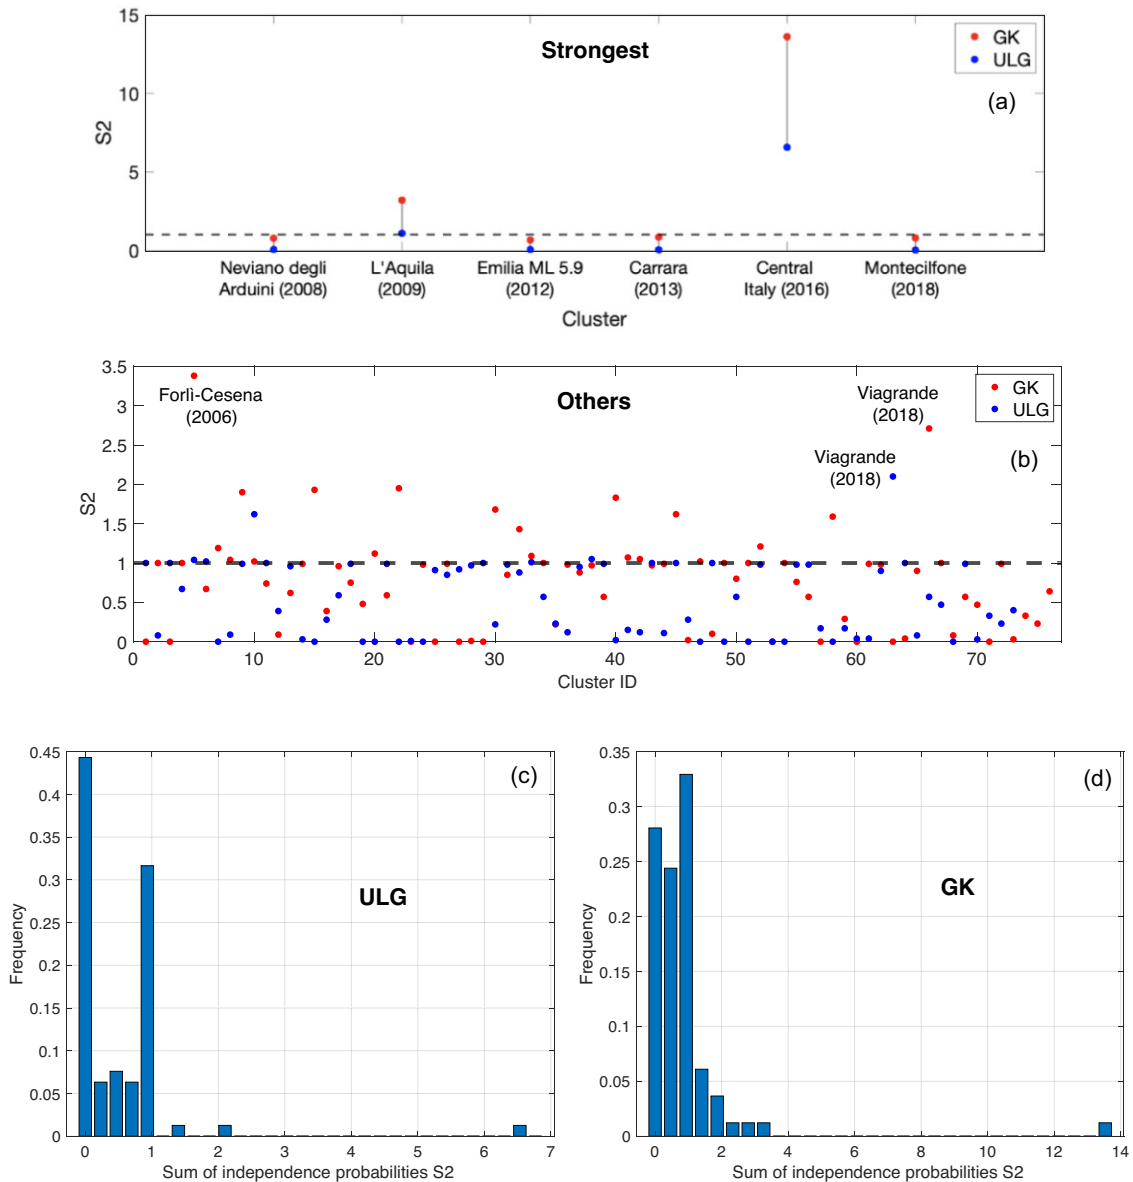 15
10
5
0
S2
Strongest
GK
ULG
(a)
Neviano degli
Arduini (2008)
L'Aquila
(2009)
Emilia ML 5.9
(2012)
Carrara
(2013)
Central
Italy (2016)
Montecilfone
(2018)
Cluster
3.5
3
2.5
2
1.5
1
0.5
0
S2
Forlì-Cesena
(2006)
Others
Viagrande
(2018)
Viagrande
(2018)
GK
ULG
(b)
0 10 20 30 40 50 60 70
Cluster ID
0.45
0.4
0.35
0.3
0.25
0.2
0.15
0.1
0.05
0
Frequency
(c)
ULG
0 1 2 3 4 5 6 7
Sum of independence probabilities S2
0.35
0.3
0.25
0.2
0.15
0.1
0.05
0
Frequency
(d)
GK
0 2 4 6 8 10 12 14
Sum of independence probabilities S2